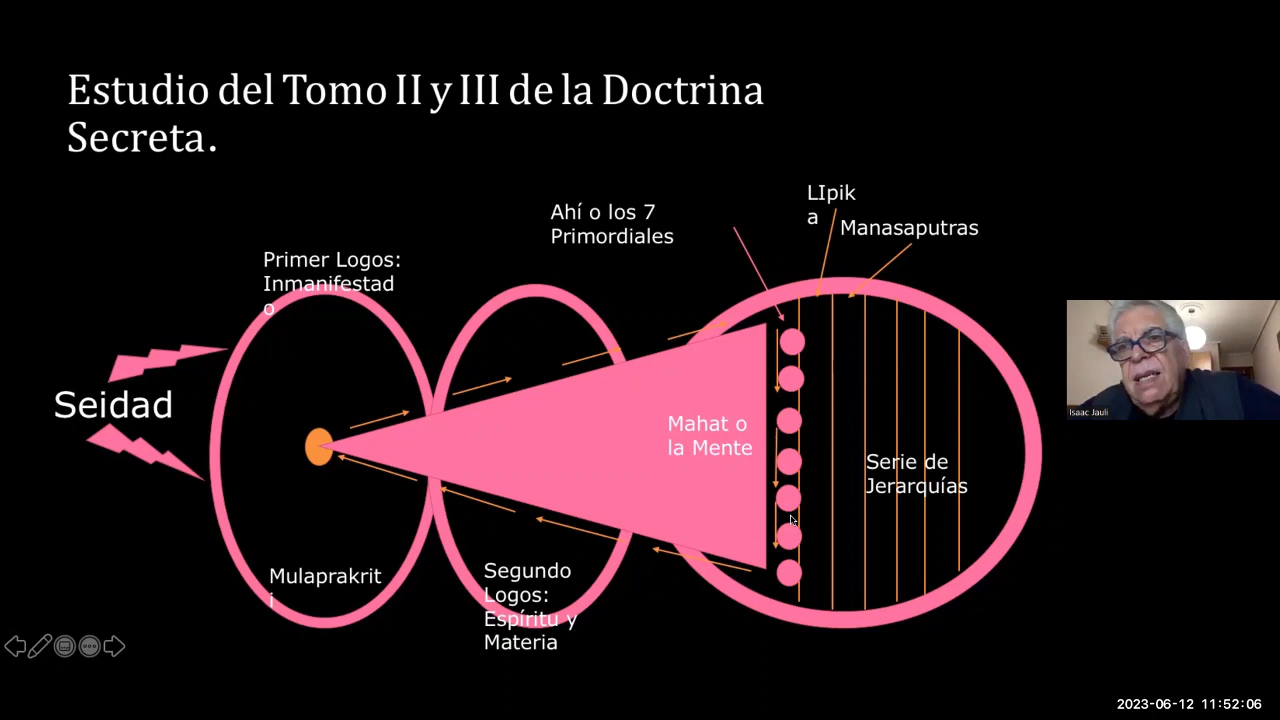 Estudio del Tomo II y III de la Doctrina
Secreta.
LIpik
a
Manasaputras
Ahí o los 7
Primordiales
Primer Logos:
Inmanifestad
o
Seidad
Mahat o
la Mente
Serie de
Jerarquías
Mulaprakrit
i
Segundo
Logos:
Espíritu y
Materia
Isaac Jauli
2023-06-12 11:52:06